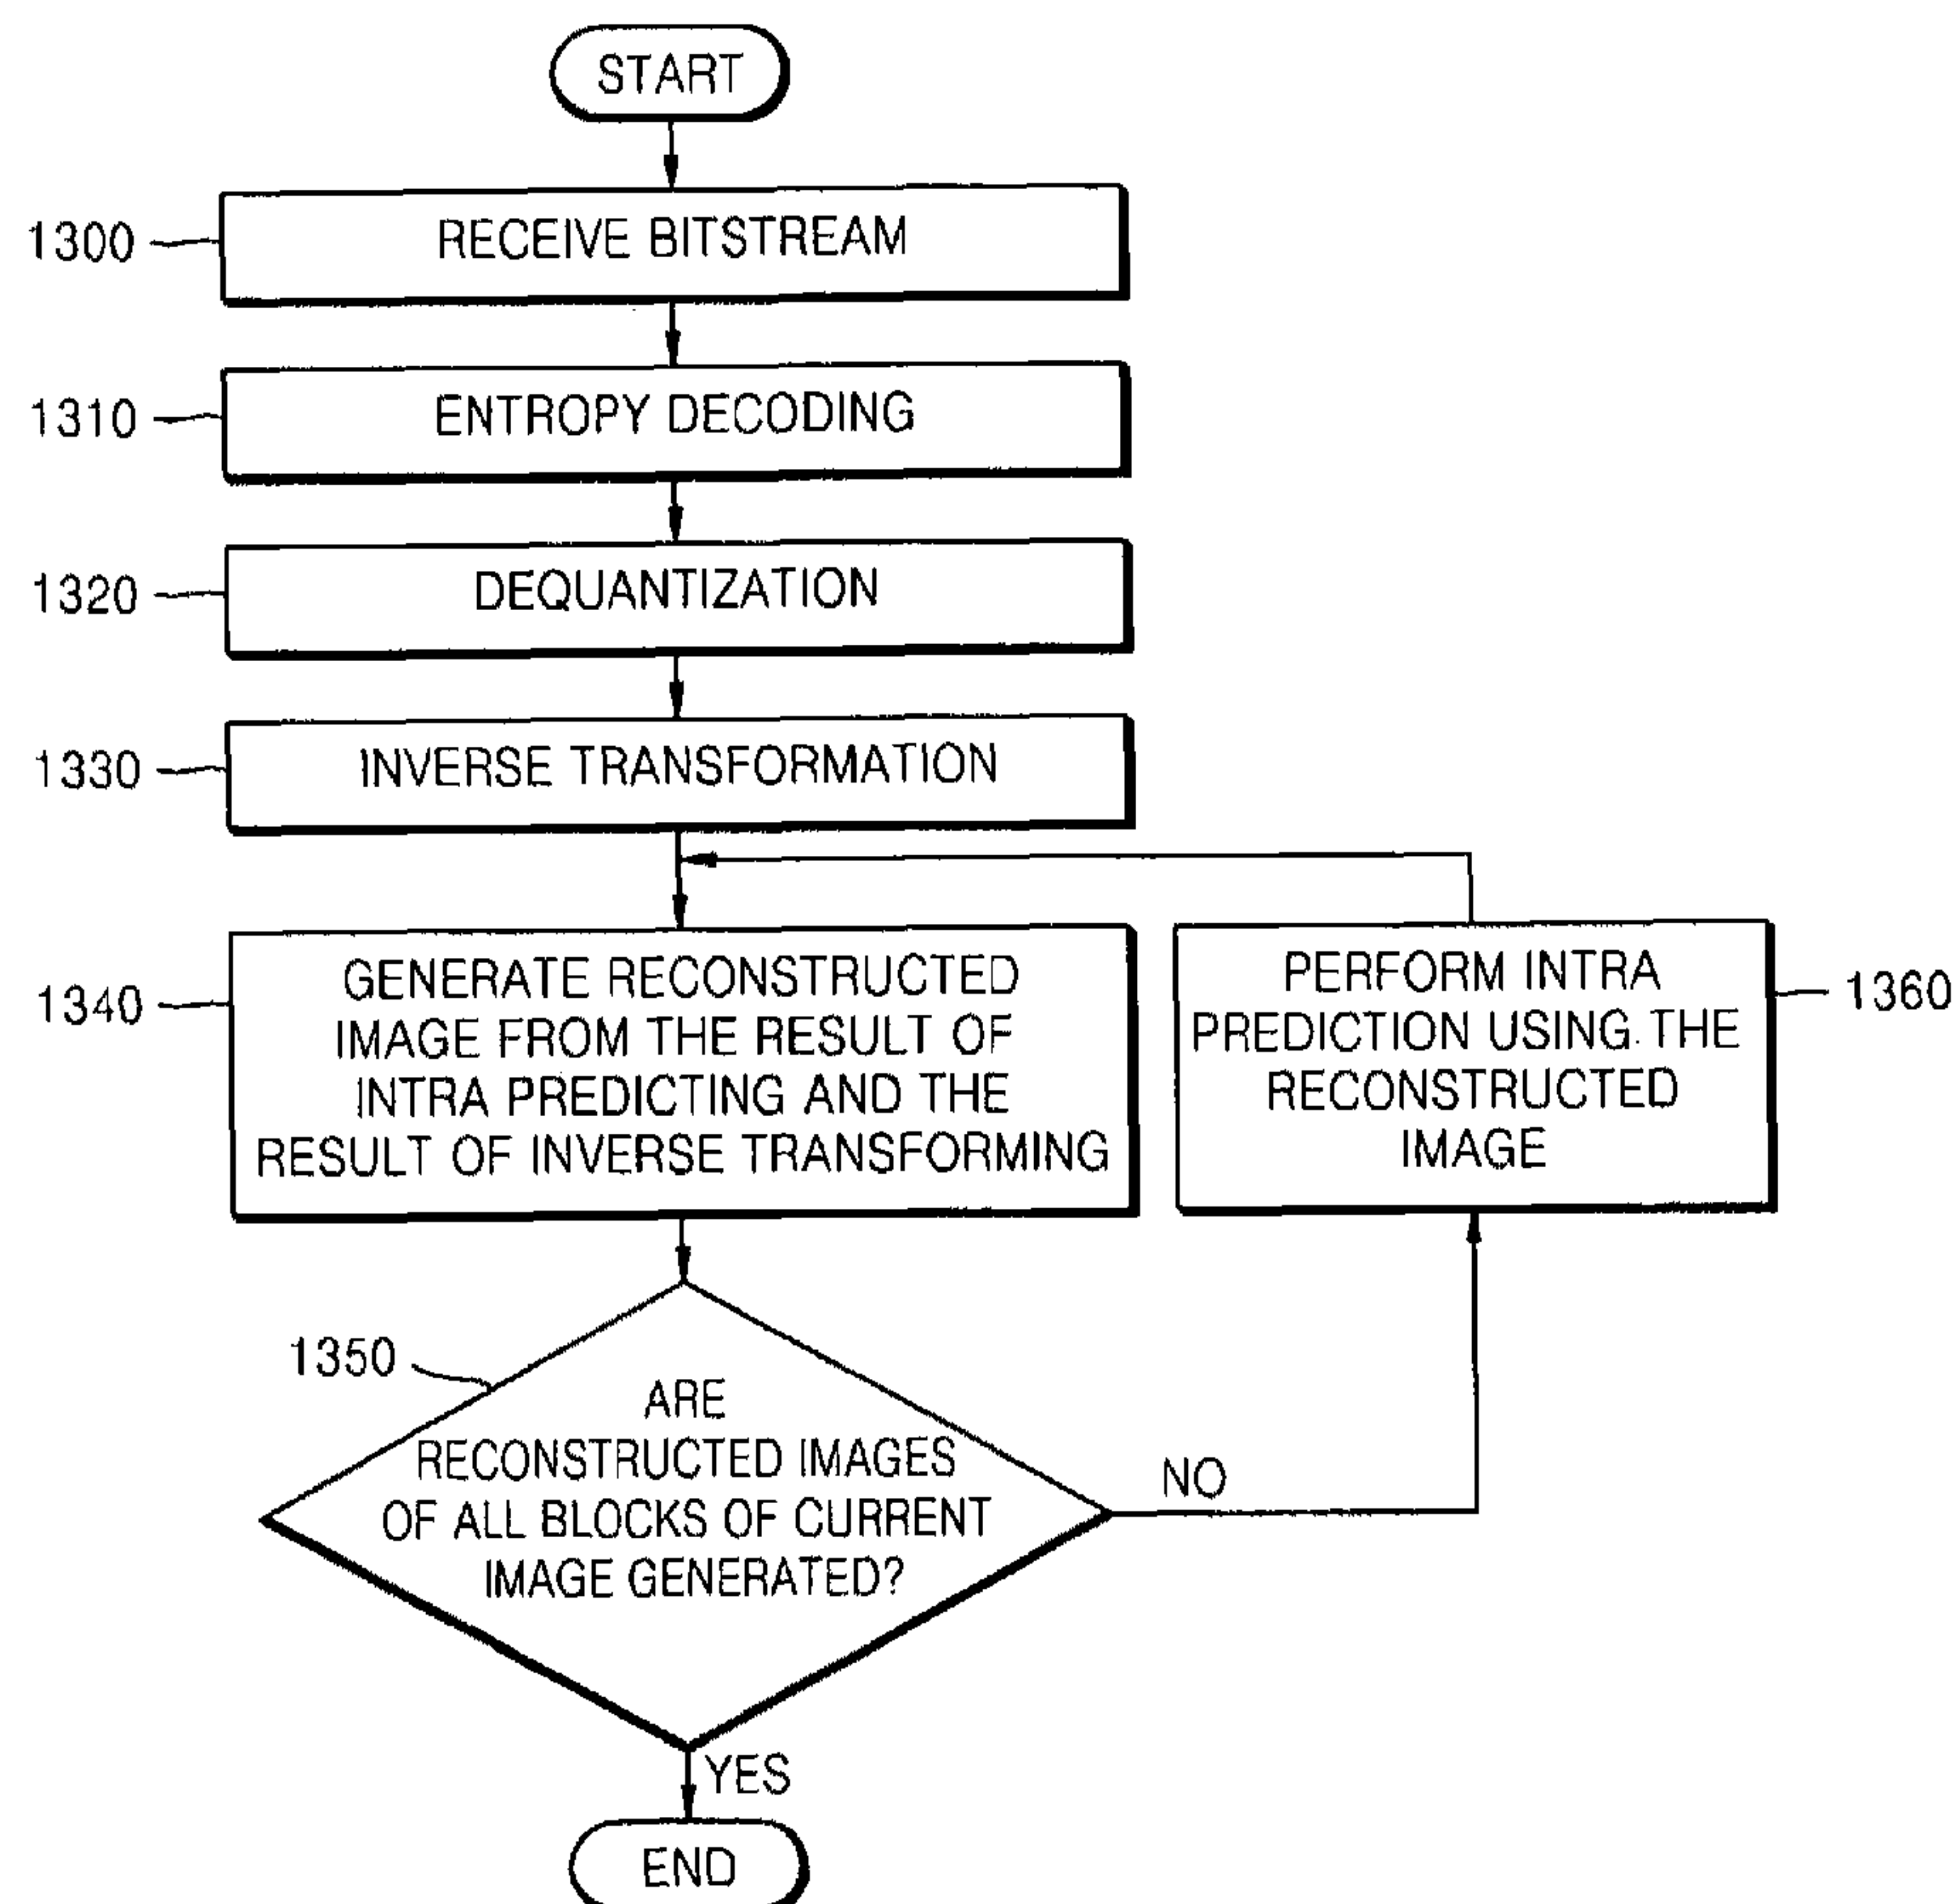 START
1300
RECEIVE BITSTREAM
1310
ENTROPY DECODING
1320
DEQUANTIZATION
1330
INVERSE TRANSFORMATION
1340
GENERATE RECONSTRUCTED
IMAGE FROM THE RESULT OF
INTRA PREDICTING AND THE
RESULT OF INVERSE TRANSFORMING
PERFORM INTRA
PREDICTION USING THE
RECONSTRUCTED
IMAGE
1360
1350
ARE
RECONSTRUCTED IMAGES
OF ALL BLOCKS OF CURRENT
IMAGE GENERATED?
NO
YES
END